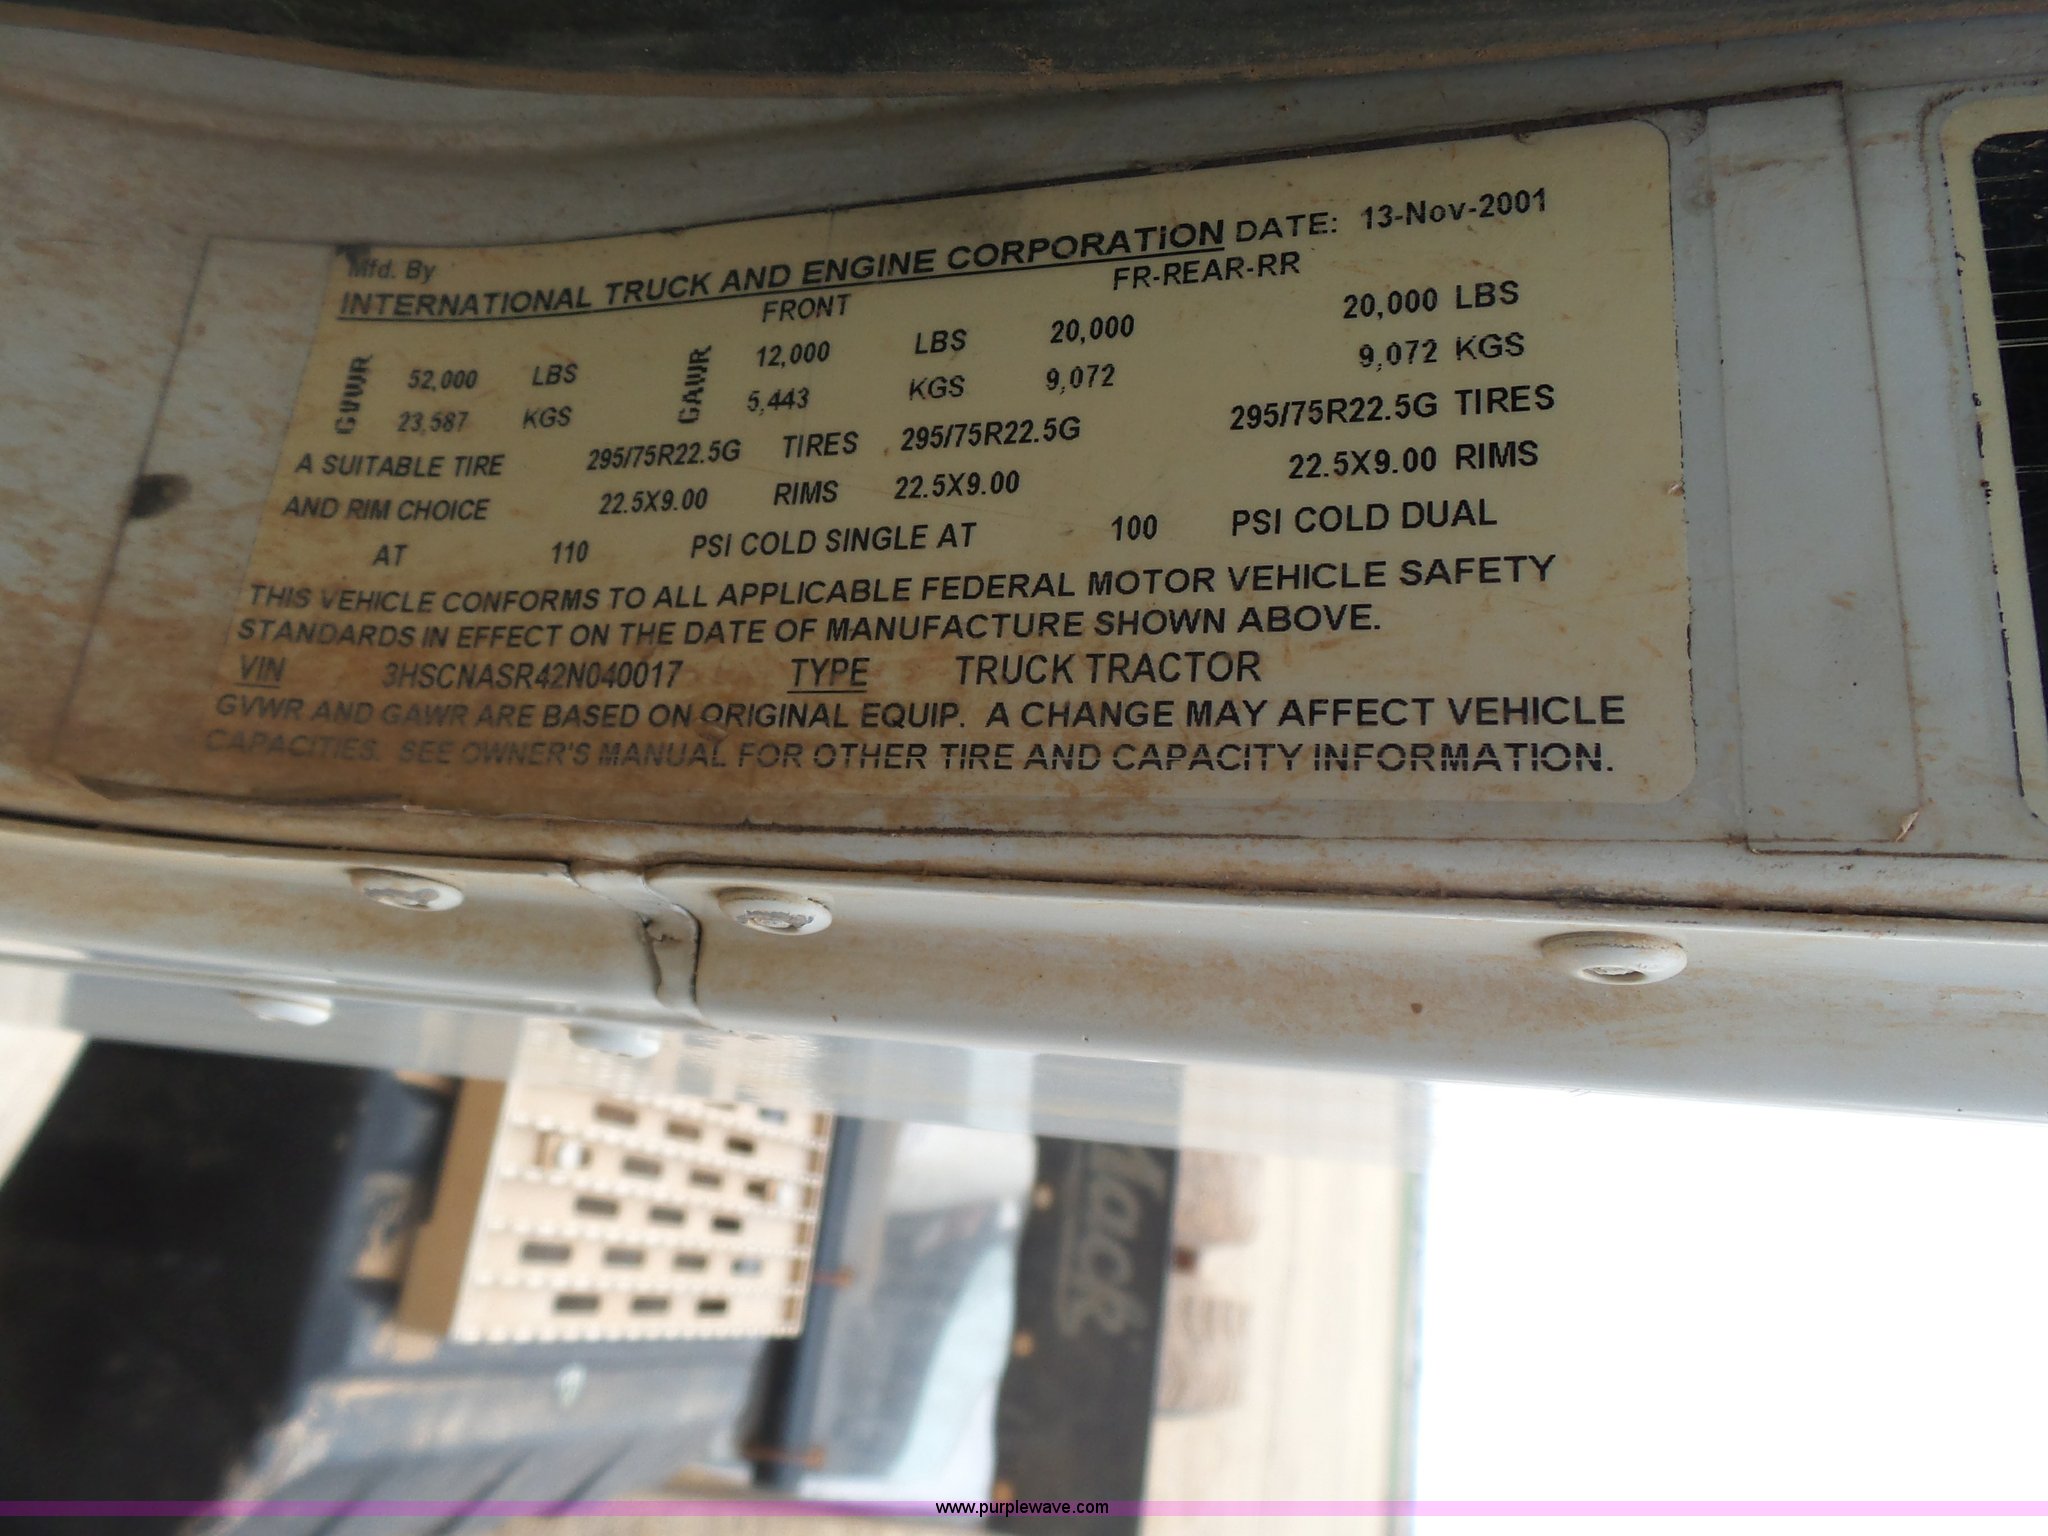 Mfd. By
INTERNATIONAL TRUCK AND ENGINE CORPORATION DATE: 13-Nov-2001
FRONT FR-REAR-RR
GVWR 52,000 LBS GAWR 12,000 LBS 20,000 20,000 LBS
23,587 KGS 5,443 KGS 9,072 9,072 KGS
A SUITABLE TIRE 295/75R22.5G TIRES 295/75R22.5G 295/75R22.5G TIRES
AND RIM CHOICE 22.5X9.00 RIMS 22.5X9.00 22.5X9.00 RIMS
AT 110 PSI COLD SINGLE AT 100 PSI COLD DUAL
THIS VEHICLE CONFORMS TO ALL APPLICABLE FEDERAL MOTOR VEHICLE SAFETY
STANDARDS IN EFFECT ON THE DATE OF MANUFACTURE SHOWN ABOVE.
VIN 3HSCNASR42N040017 TYPE TRUCK TRACTOR
GVWR AND GAWR ARE BASED ON ORIGINAL EQUIP. A CHANGE MAY AFFECT VEHICLE
CAPACITIES. SEE OWNER'S MANUAL FOR OTHER TIRE AND CAPACITY INFORMATION.
Mack
www.purplewave.com